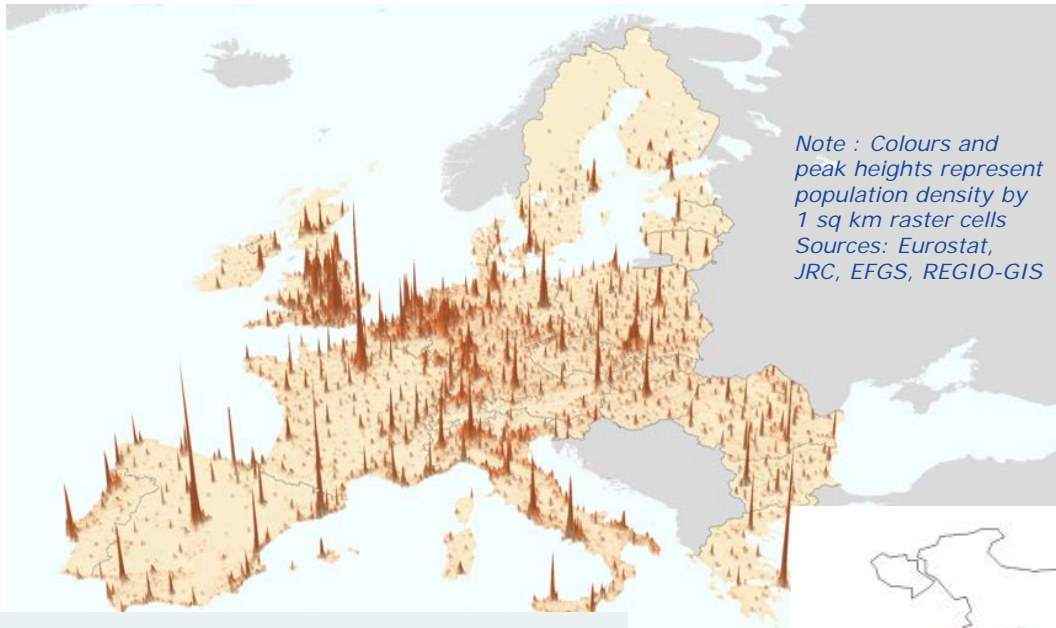 Note : Colours and
peak heights represent
population density by
1 sq km raster cells
Sources: Eurostat,
JRC, EFGS, REGIO-GIS